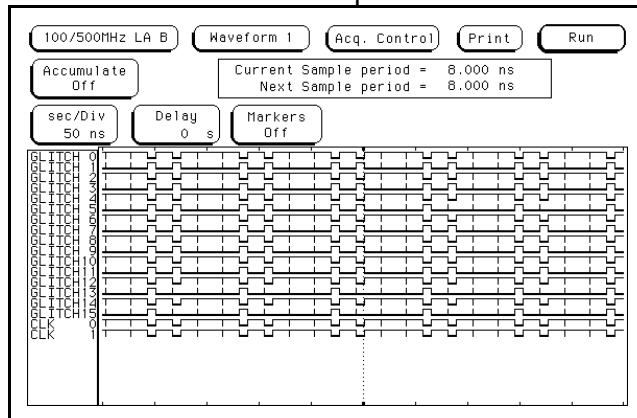 100/500MHz LA B Waveform 1 Acq. Control Print Run
Accumulate Off
Current Sample period = 8.000 ns
Next Sample period = 8.000 ns
sec/Div 50 ns
Delay 0 s
Markers Off
GLITCH 0
GLITCH 1
GLITCH 2
GLITCH 3
GLITCH 4
GLITCH 5
GLITCH 6
GLITCH 7
GLITCH 8
GLITCH 9
GLITCH10
GLITCH11
GLITCH12
GLITCH13
GLITCH14
GLITCH15
CLK 0
CLK 1